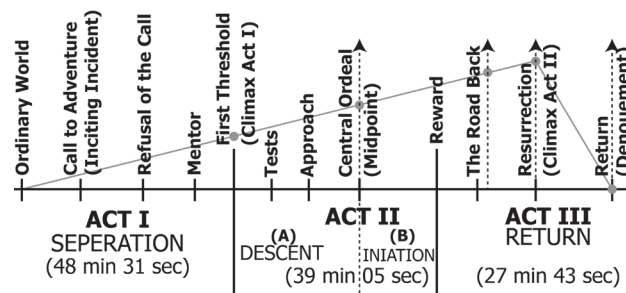 Ordinary World
Call to Adventure
(Inciting Incident)
Refusal of the Call
Mentor
First Threshold
(Climax Act I)
Tests
Approach
Central Ordeal
(Midpoint)
Reward
The Road Back
Resurrection
(Climax Act II)
Return
(Denouement)
ACT I
SEPERATION
(48 min 31 sec)
ACT II
(A)
DESCENT
(B)
INIATION
(39 min 05 sec)
ACT III
RETURN
(27 min 43 sec)